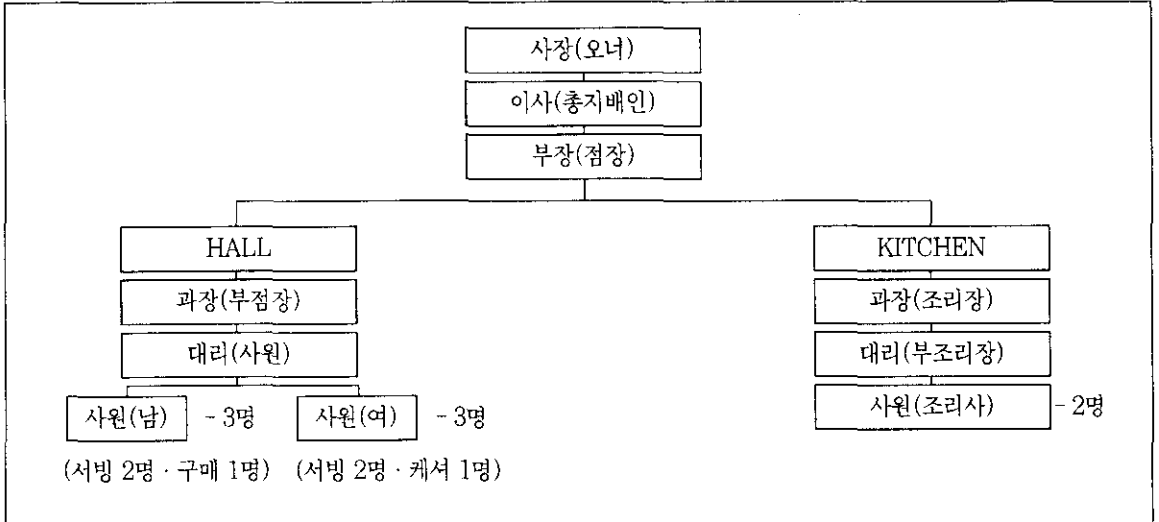 사장(오너)
이사(총지배인)
부장(점장)
HALL
과장(부점장)
대리(사원)
사원(남) - 3명 사원(여) - 3명
(서빙 2명 · 구매 1명) (서빙 2명 · 케셔 1명)
KITCHEN
과장(조리장)
대리(부조리장)
사원(조리사) - 2명